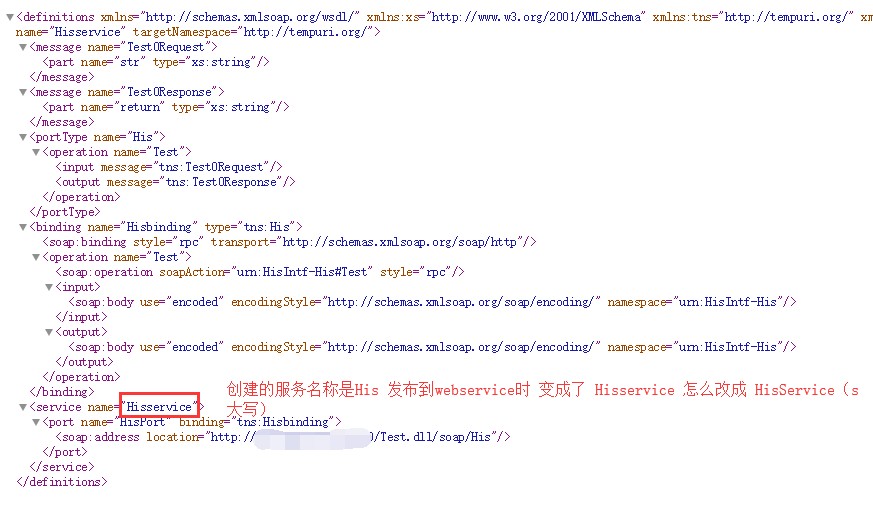 ▼<definitions xmlns="http://schemas.xmlsoap.org/wsdl/" xmlns:xs="http://www.w3.org/2001/XMLSchema" xmlns:tns="http://tempuri.org/" xm
name="Hisservice" targetNamespace="http://tempuri.org/">
▼<message name="Test0Request">
<part name="str" type="xs:string"/>
</message>
▼<message name="Test0Response">
<part name="return" type="xs:string"/>
</message>
▼<portType name="His">
▼<operation name="Test">
<input message="tns:Test0Request"/>
<output message="tns:Test0Response"/>
</operation>
</portType>
▼<binding name="Hisbinding" type="tns:His">
<soap:binding style="rpc" transport="http://schemas.xmlsoap.org/soap/http"/>
▼<operation name="Test">
<soap:operation soapAction="urn:HisIntf-His#Test" style="rpc"/>
▼<input>
<soap:body use="encoded" encodingStyle="http://schemas.xmlsoap.org/soap/encoding/" namespace="urn:HisIntf-His"/>
</input>
▼<output>
<soap:body use="encoded" encodingStyle="http://schemas.xmlsoap.org/soap/encoding/" namespace="urn:HisIntf-His"/>
</output>
</operation>
</binding>
创建的服务名称是His 发布到webservice时 变成了 Hisservice 怎么改成 HisService（s
大写）
▼<service name="Hisservice">
▼<port name="HisPort" binding="tns:Hisbinding">
<soap:address location="http://0/Test.dll/soap/His"/>
</port>
</service>
</definitions>